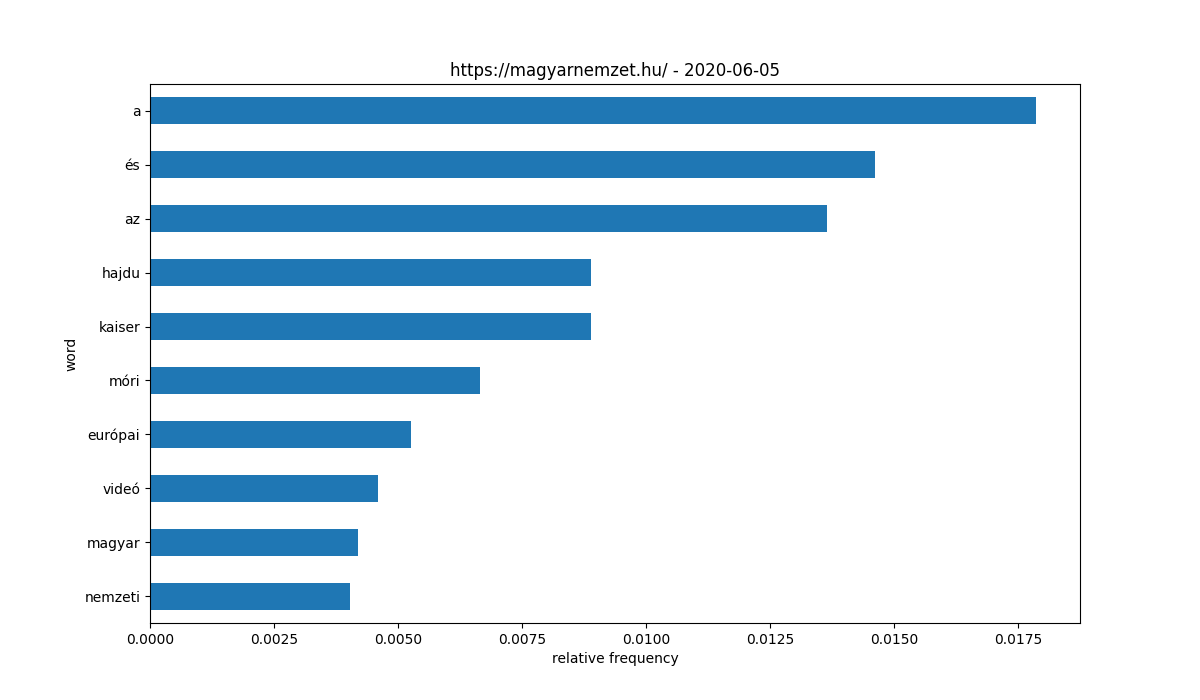 https://magyarnemzet.hu/ - 2020-06-05
a
és
az
hajdu
kaiser
móri
európai
videó
magyar
nemzeti
word
0.0000 0.0025 0.0050 0.0075 0.0100 0.0125 0.0150 0.0175
relative frequency